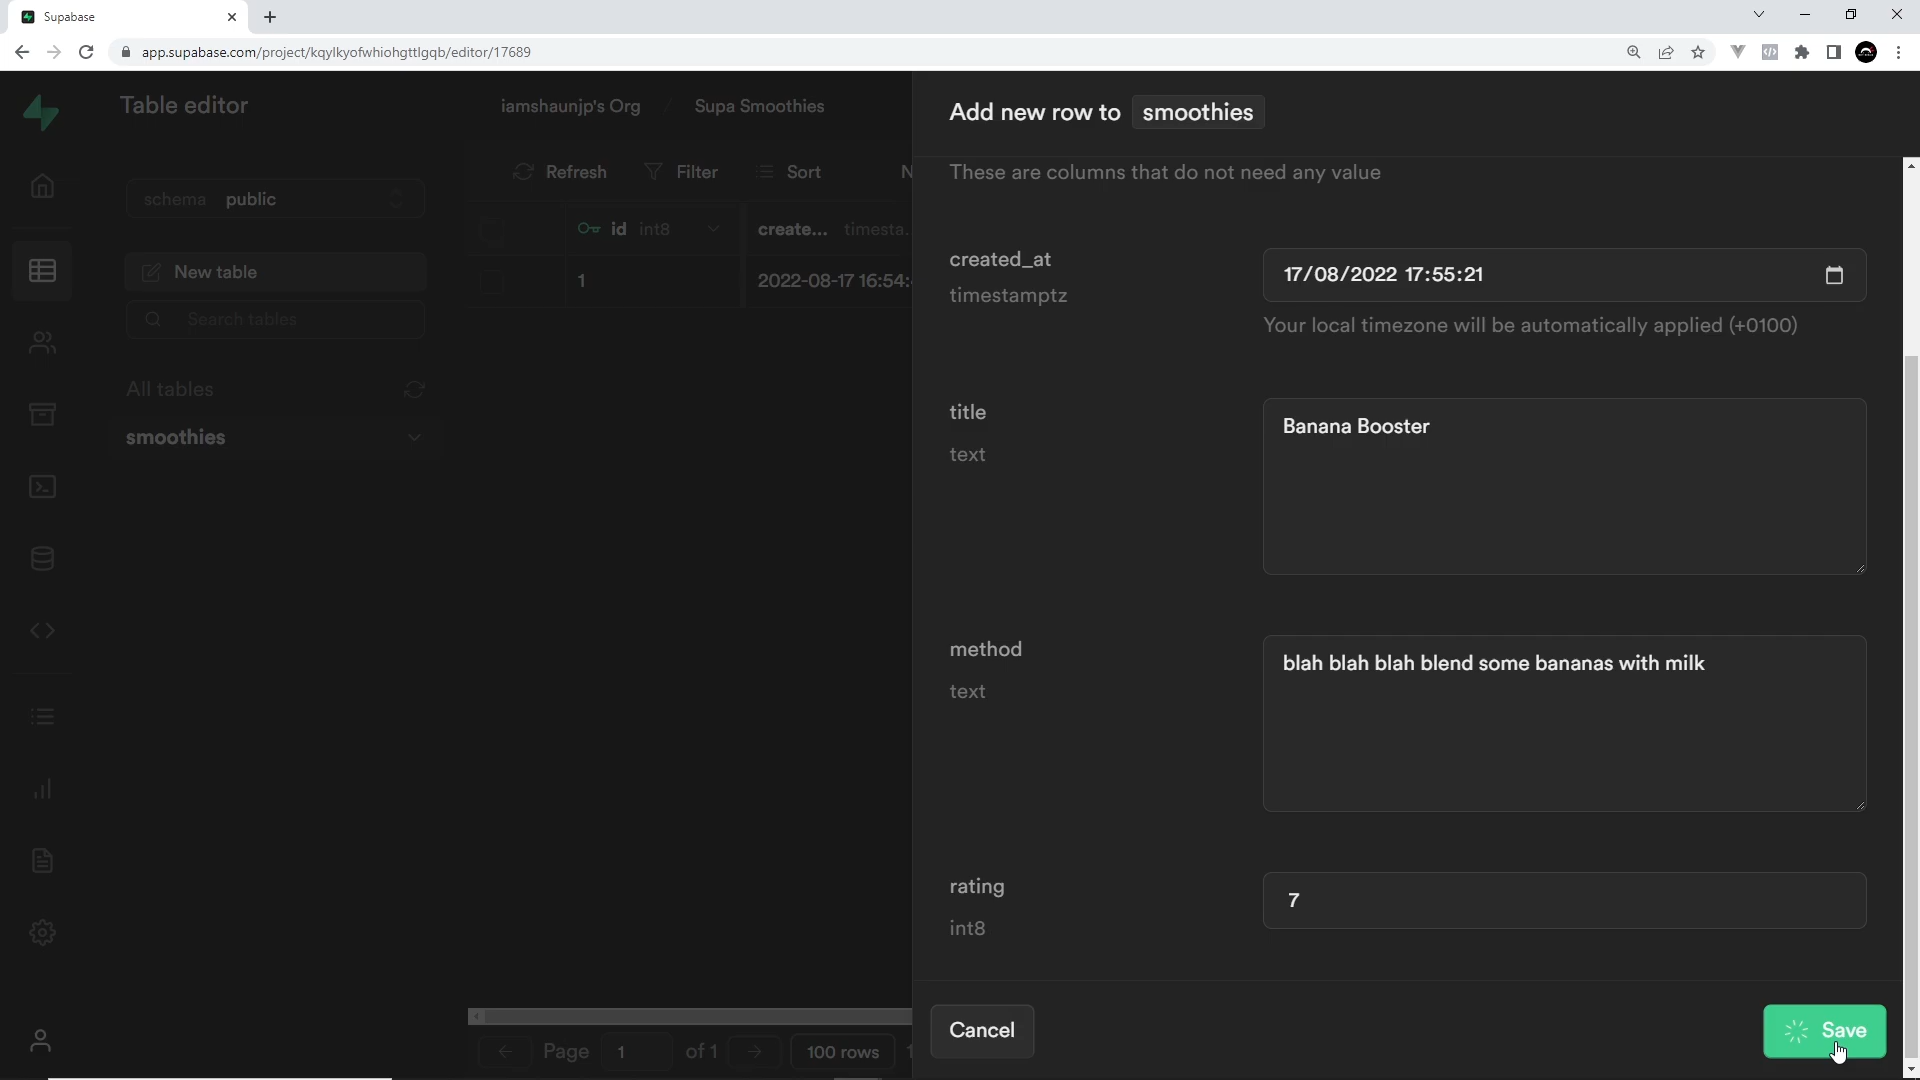 Supabase
app.supabase.com/project/kqylkyofwhiohgttlgqb/editor/17689
Table editor
iamshaunjp's Org
Supa Smoothies
Add new row to smoothies
schema public
Refresh
Filter
Sort
These are columns that do not need any value
id int8
create... timesta.
New table
1
2022-08-17 16:54:
created_at
timestamptz
17/08/2022 17:55:21
Your local timezone will be automatically applied (+0100)
Search tables
All tables
smoothies
title
text
Banana Booster
method
text
blah blah blah blend some bananas with milk
rating
int8
7
Page 1 of 1
100 rows
Cancel
Save